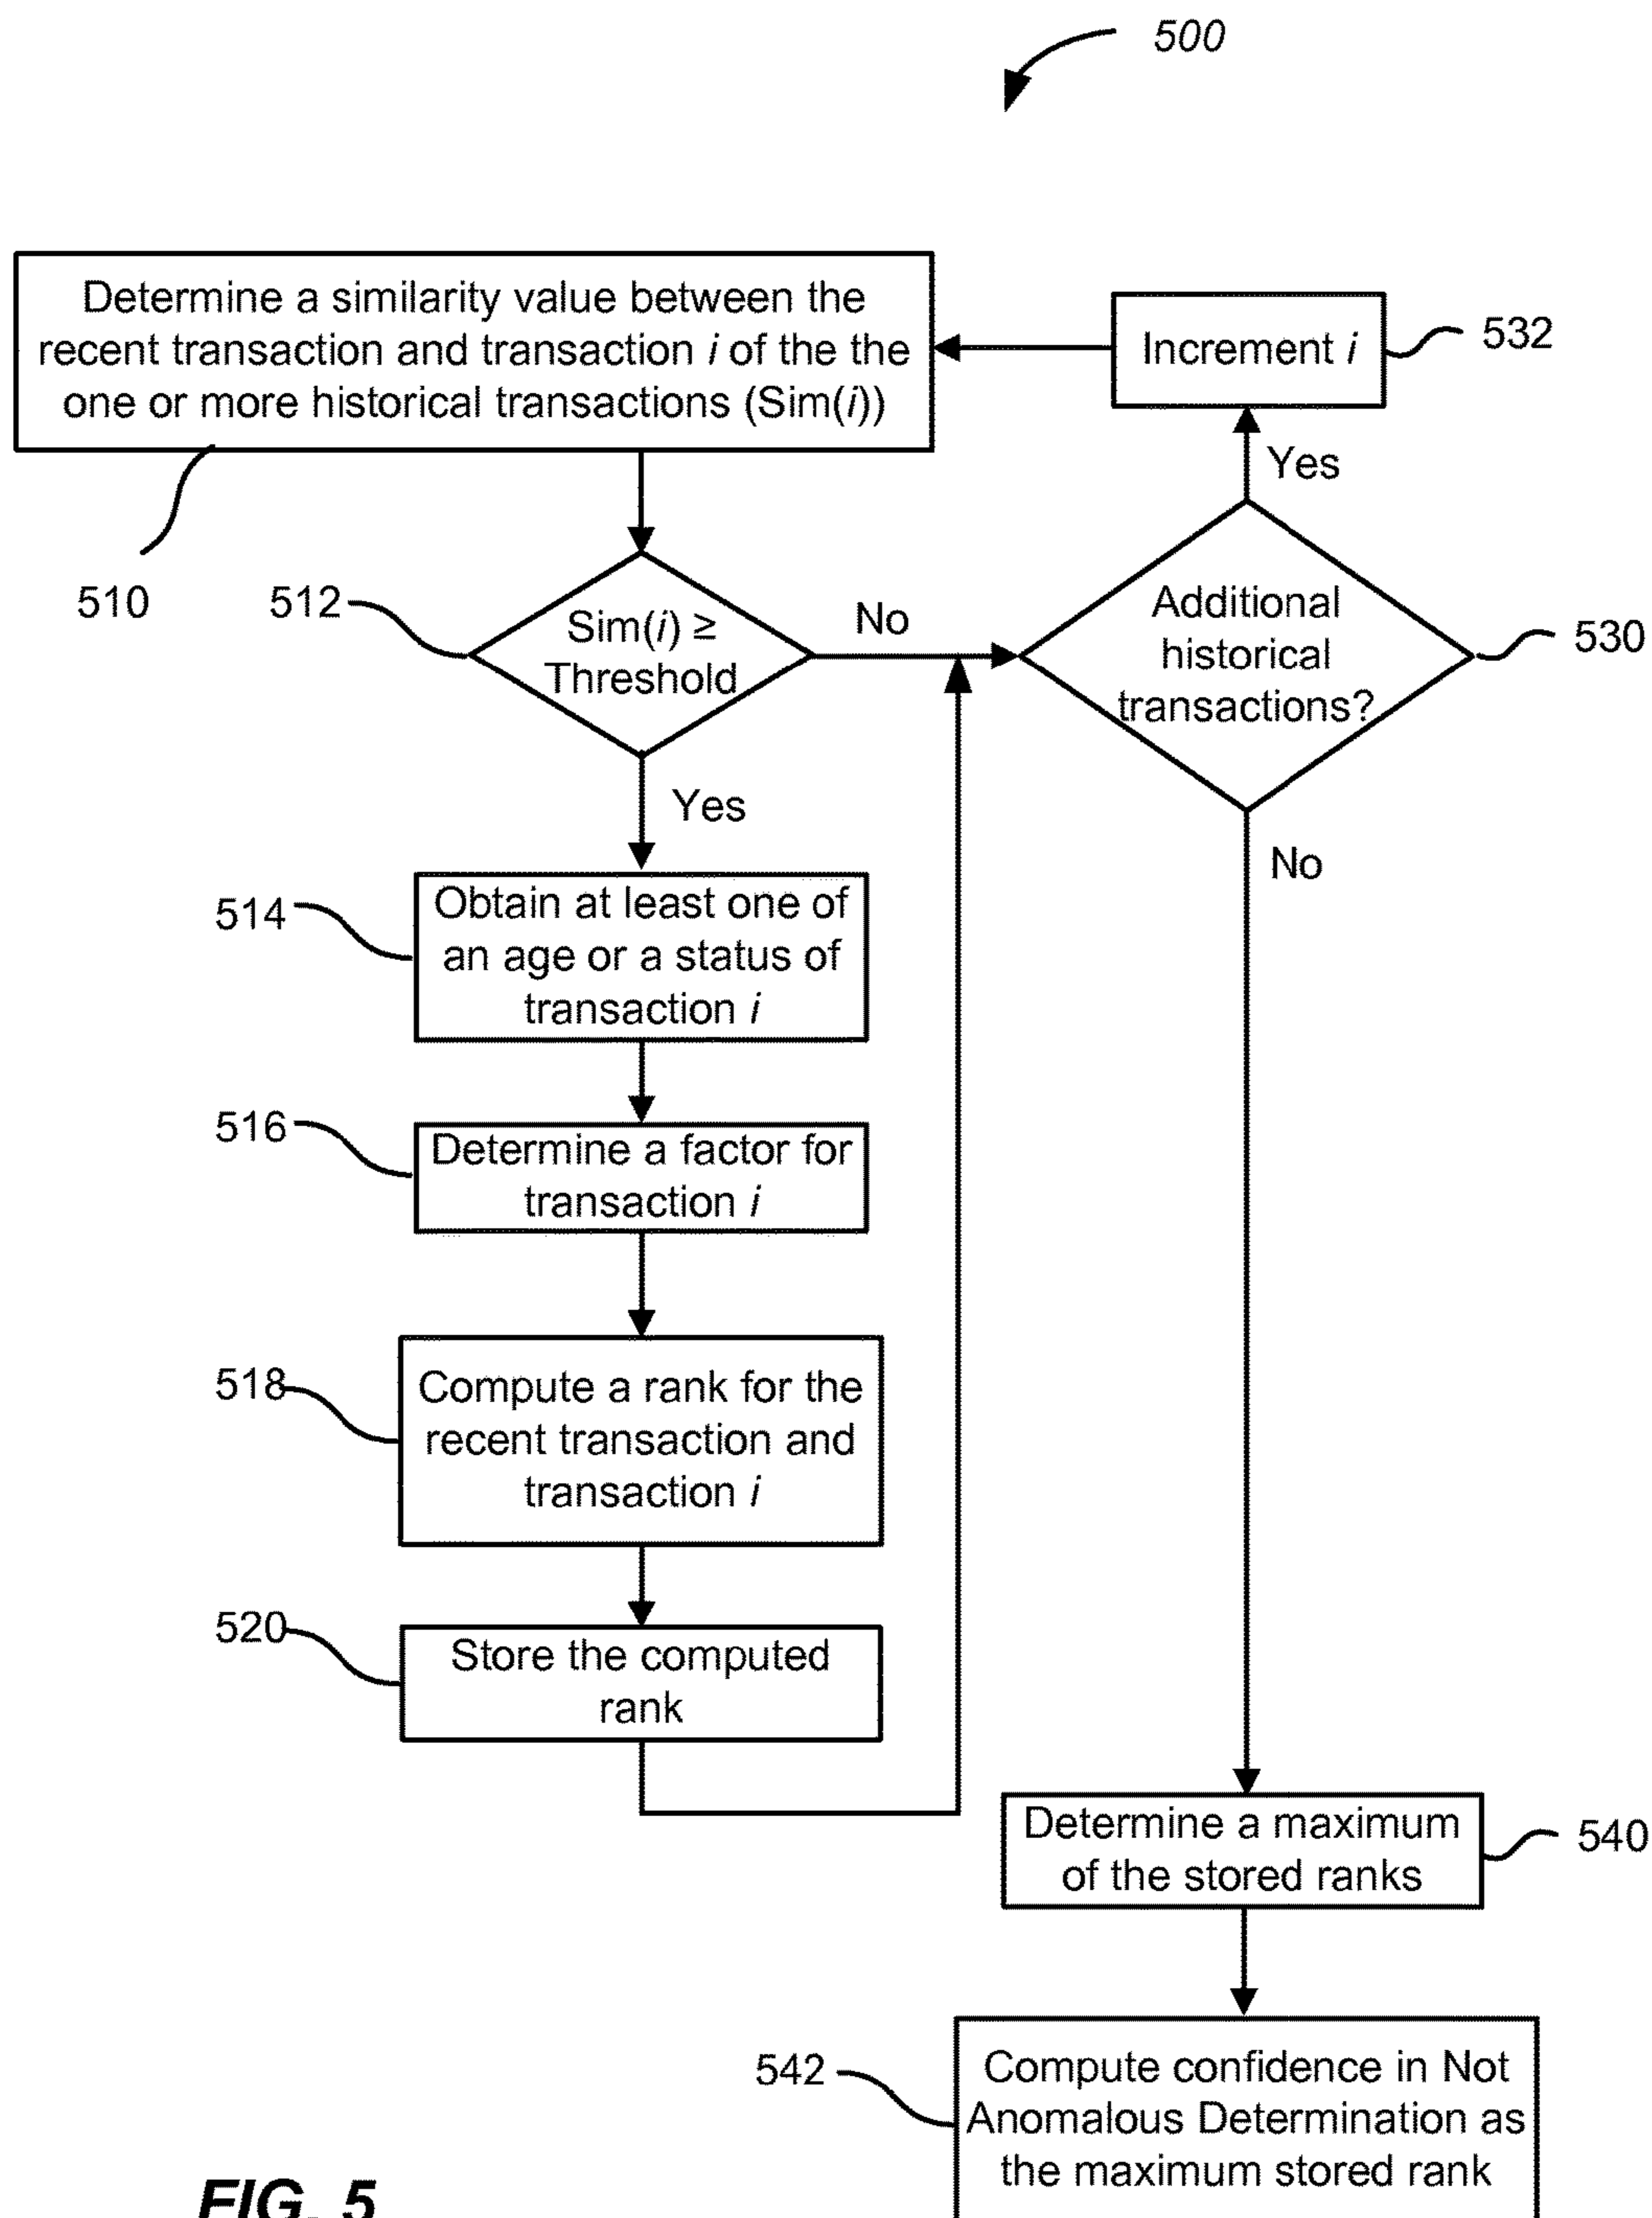 500
Determine a similarity value between the
recent transaction and transaction i of the the
one or more historical transactions (Sim(i))
510
Increment i
532
Yes
512
Sim(i) ≥
Threshold
No
Additional
historical
transactions?
530
Yes
No
514
Obtain at least one of
an age or a status of
transaction i
516
Determine a factor for
transaction i
518
Compute a rank for the
recent transaction and
transaction i
520
Store the computed
rank
Determine a maximum
of the stored ranks
540
542
Compute confidence in Not
Anomalous Determination as
the maximum stored rank
FIG. 5